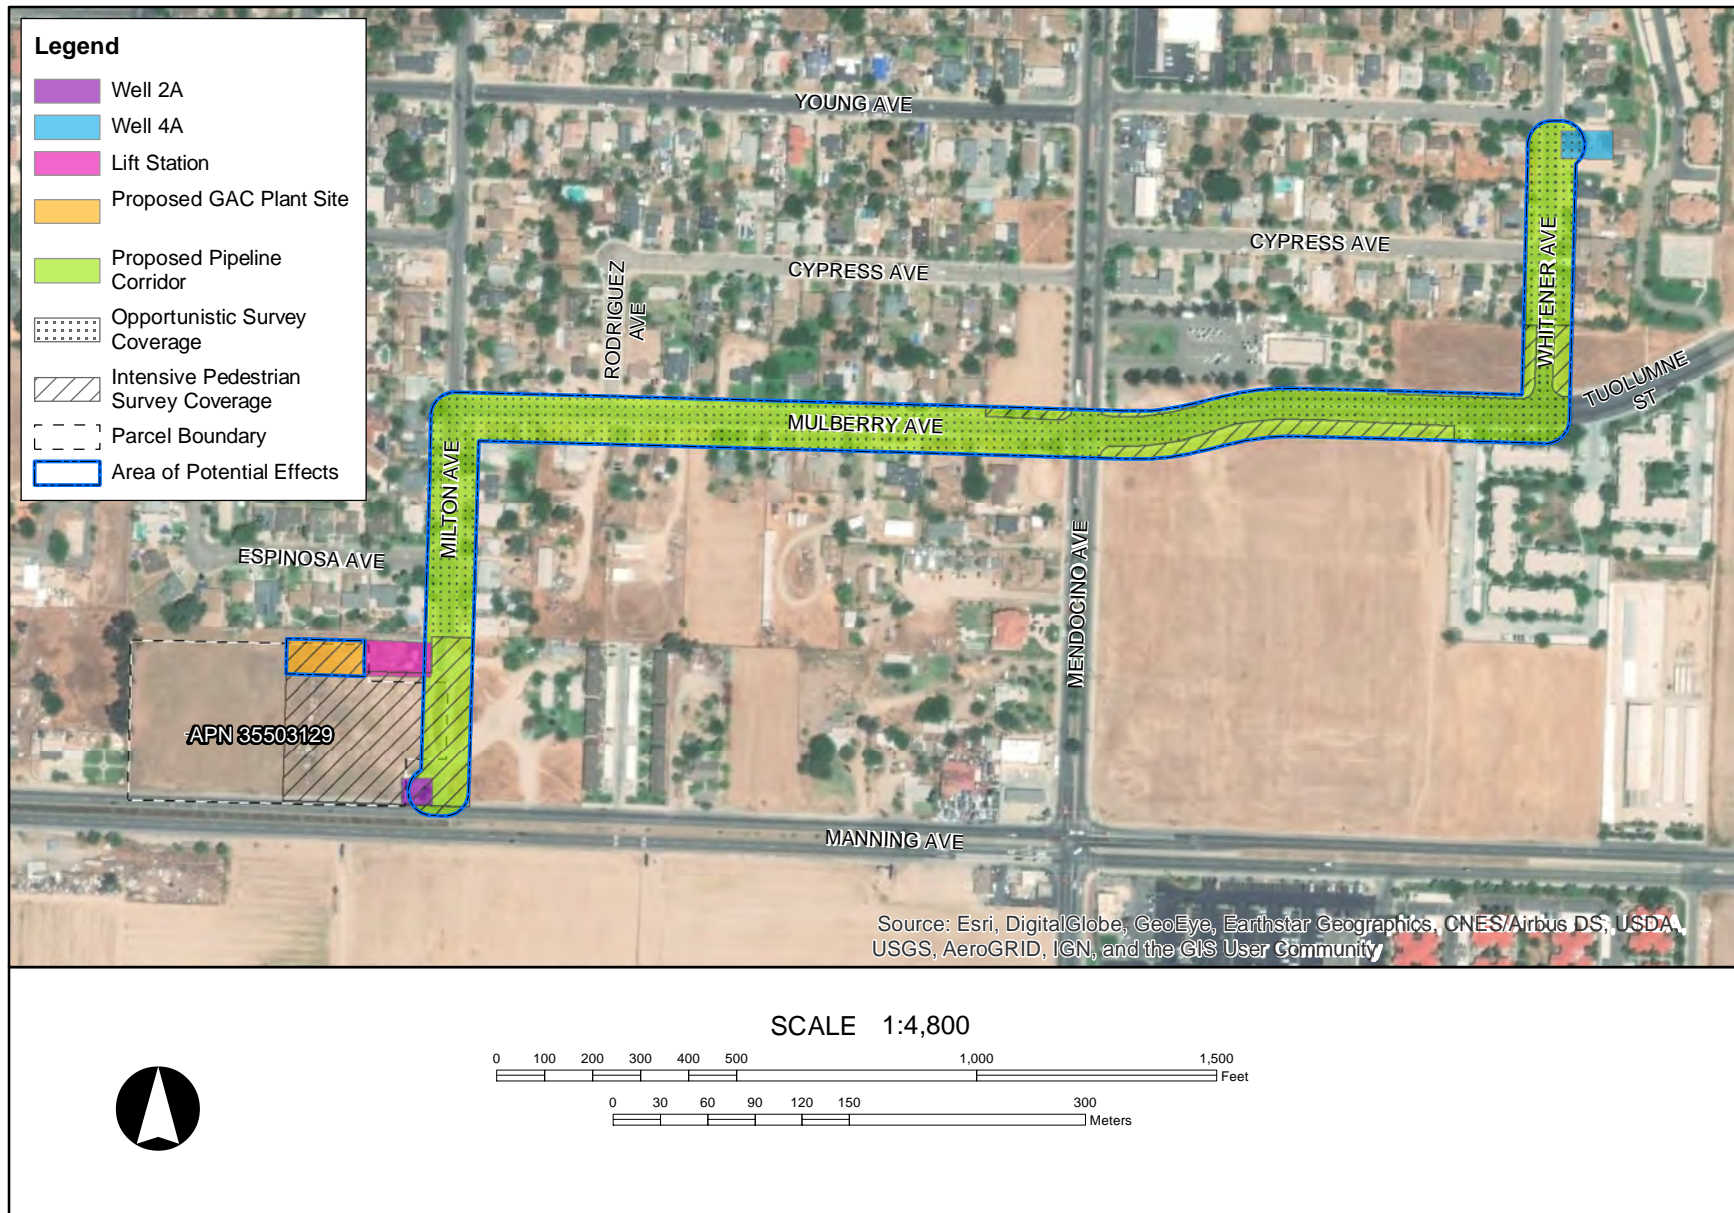 Legend
Well 2A
Well 4A
Lift Station
Proposed GAC Plant Site
Proposed Pipeline
Corridor
Opportunistic Survey
Coverage
Intensive Pedestrian
Survey Coverage
Parcel Boundary
Area of Potential Effects
YOUNG AVE
CYPRESS AVE
CYPRESS AVE
RODRIGUEZ
AVE
WHITENER AVE
TUOLUMNE
ST
MULBERRY AVE
MILTON AVE
ESPINOSA AVE
MENDOCINO AVE
APN 35503129
MANNING AVE
Source: Esri, DigitalGlobe, GeoEye, Earthstar Geographics, CNES/Airbus DS, USDA,
USGS, AeroGRID, IGN, and the GIS User Community
SCALE 1:4,800
0 100 200 300 400 500 1,000 1,500
Feet
0 30 60 90 120 150 300
Meters